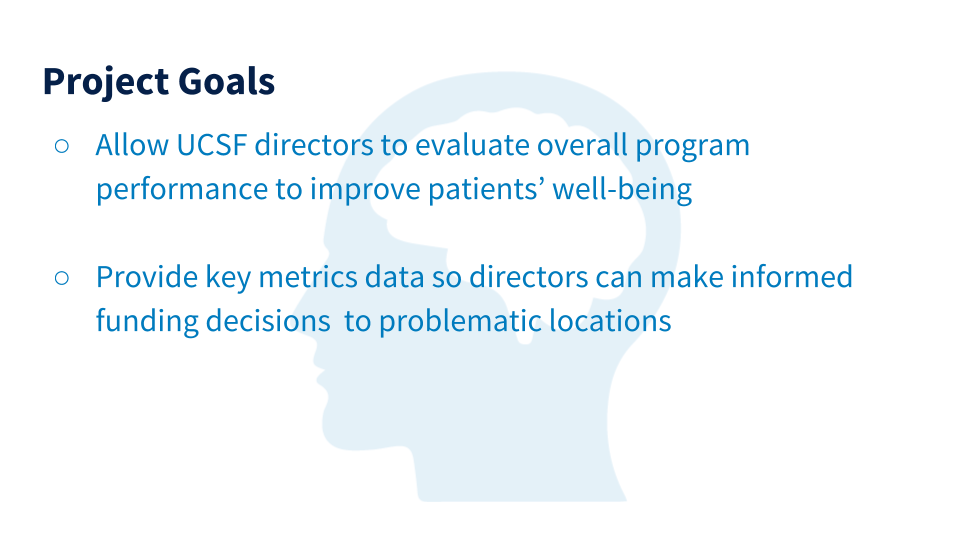 Project Goals
○ Allow UCSF directors to evaluate overall program
performance to improve patients’ well-being
○ Provide key metrics data so directors can make informed
funding decisions  to problematic locations